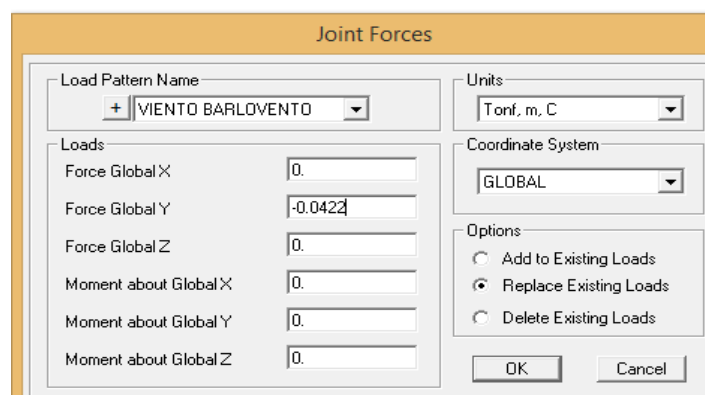 Joint Forces
Load Pattern Name
+ VIENTO BARLOVENTO
Units
Tonf, m, C
Loads
Force Global X 0.
Force Global Y -0.0422
Force Global Z 0.
Moment about Global X 0.
Moment about Global Y 0.
Moment about Global Z 0.
Coordinate System
GLOBAL
Options
Add to Existing Loads
Replace Existing Loads
Delete Existing Loads
OK Cancel